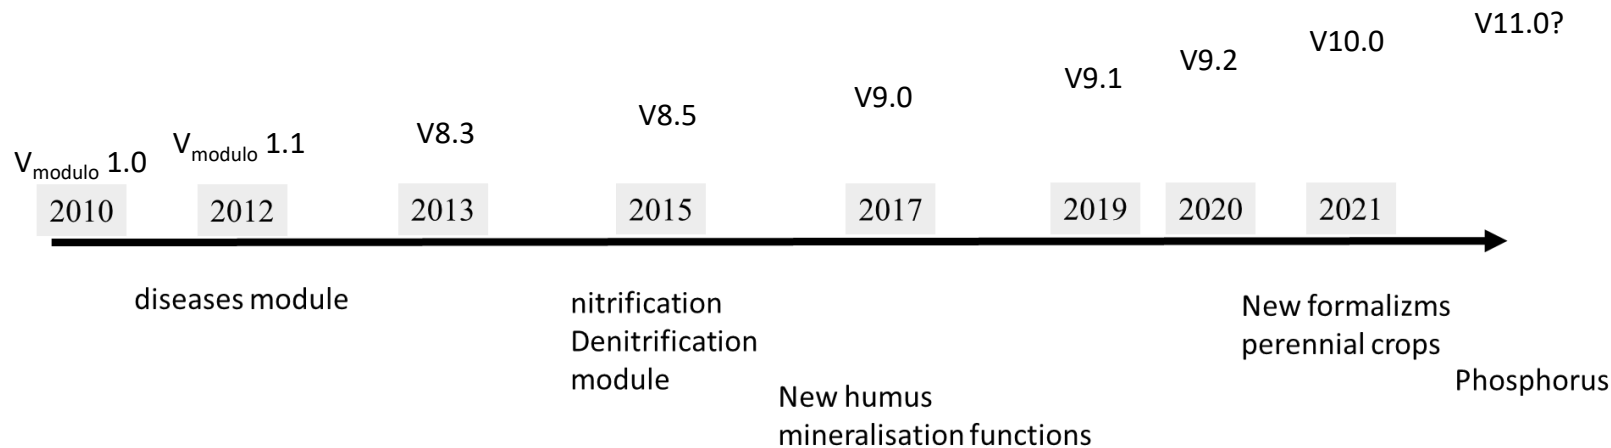 V11.0?
V10.0
V9.2
V9.1
V9.0
V8.5
V8.3
Vmodulo 1.1
Vmodulo 1.0
2010 2012 2013 2015 2017 2019 2020 2021
diseases module
nitrification
Denitrification
module
New humus
mineralisation functions
New formalizms
perennial crops
Phosphorus